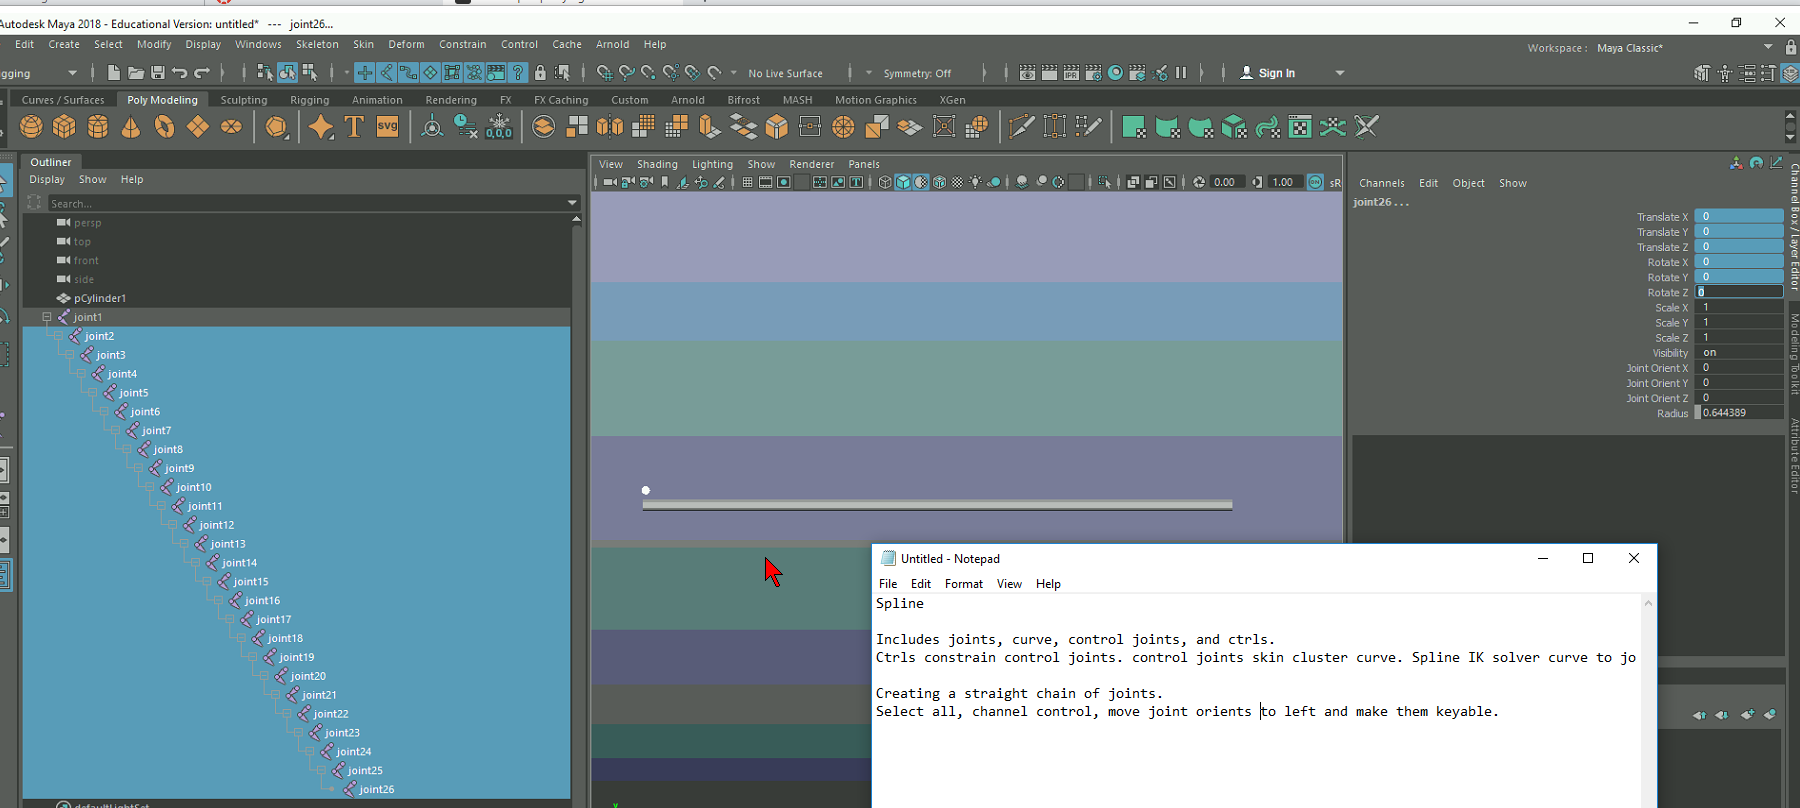 Autodesk Maya 2018 - Educational Version: untitled* --- joint26...
Edit Create Select Modify Display Windows Skeleton Skin Deform Constrain Control Cache Arnold Help
Workspace : Maya Classic*
gging
No Live Surface
Symmetry: Off
IPR
Sign In
Curves / Surfaces Poly Modeling Sculpting Rigging Animation Rendering FX FX Caching Custom Arnold Bifrost MASH Motion Graphics XGen
T SVG 0,0,0
Outliner
Display Show Help
Search...
persp
top
front
side
pCylinder1
joint1
joint2
joint3
joint4
joint5
joint6
joint7
joint8
joint9
joint10
joint11
joint12
joint13
joint14
joint15
joint16
joint17
joint18
joint19
joint20
joint21
joint22
joint23
joint24
joint25
joint26
defaultLightSet
View Shading Lighting Show Renderer Panels
0.00 1.00 ON sR
Y
Channels Edit Object Show
joint26 . . .
Translate X 0
Translate Y 0
Translate Z 0
Rotate X 0
Rotate Y 0
Rotate Z 0
Scale X 1
Scale Y 1
Scale Z 1
Visibility on
Joint Orient X 0
Joint Orient Y 0
Joint Orient Z 0
Radius 0.644389
Channel Box / Layer Editor
Modeling Toolkit
Attribute Editor
Untitled - Notepad
File Edit Format View Help
Spline
Includes joints, curve, control joints, and ctrls.
Ctrls constrain control joints. control joints skin cluster curve. Spline IK solver curve to jo
Creating a straight chain of joints.
Select all, channel control, move joint orients to left and make them keyable.